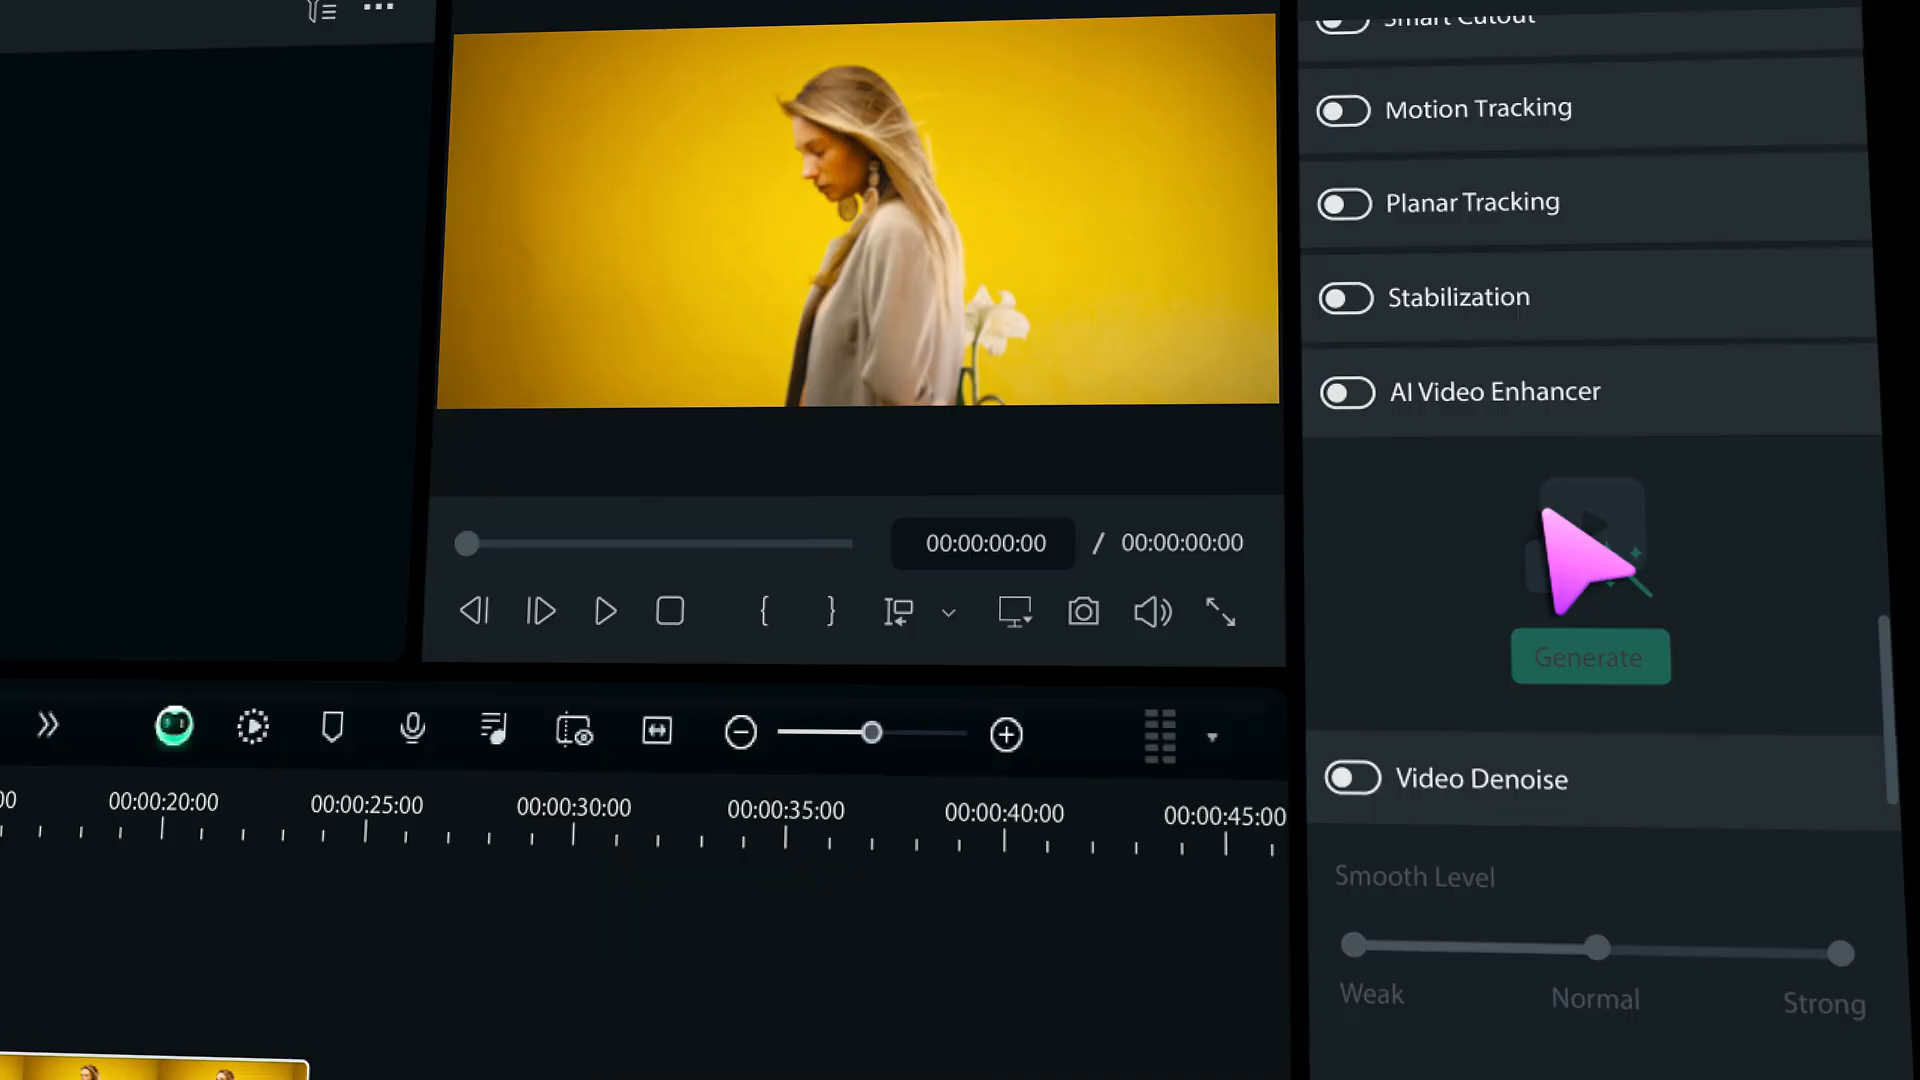 Smart Cutout
Motion Tracking
Planar Tracking
Stabilization
AI Video Enhancer
00:00:00:00 / 00:00:00:00
Generate
00:00:20:00
00:00:25:00
00:00:30:00
00:00:35:00
00:00:40:00
00:00:45:00
Video Denoise
Smooth Level
Weak
Normal
Strong